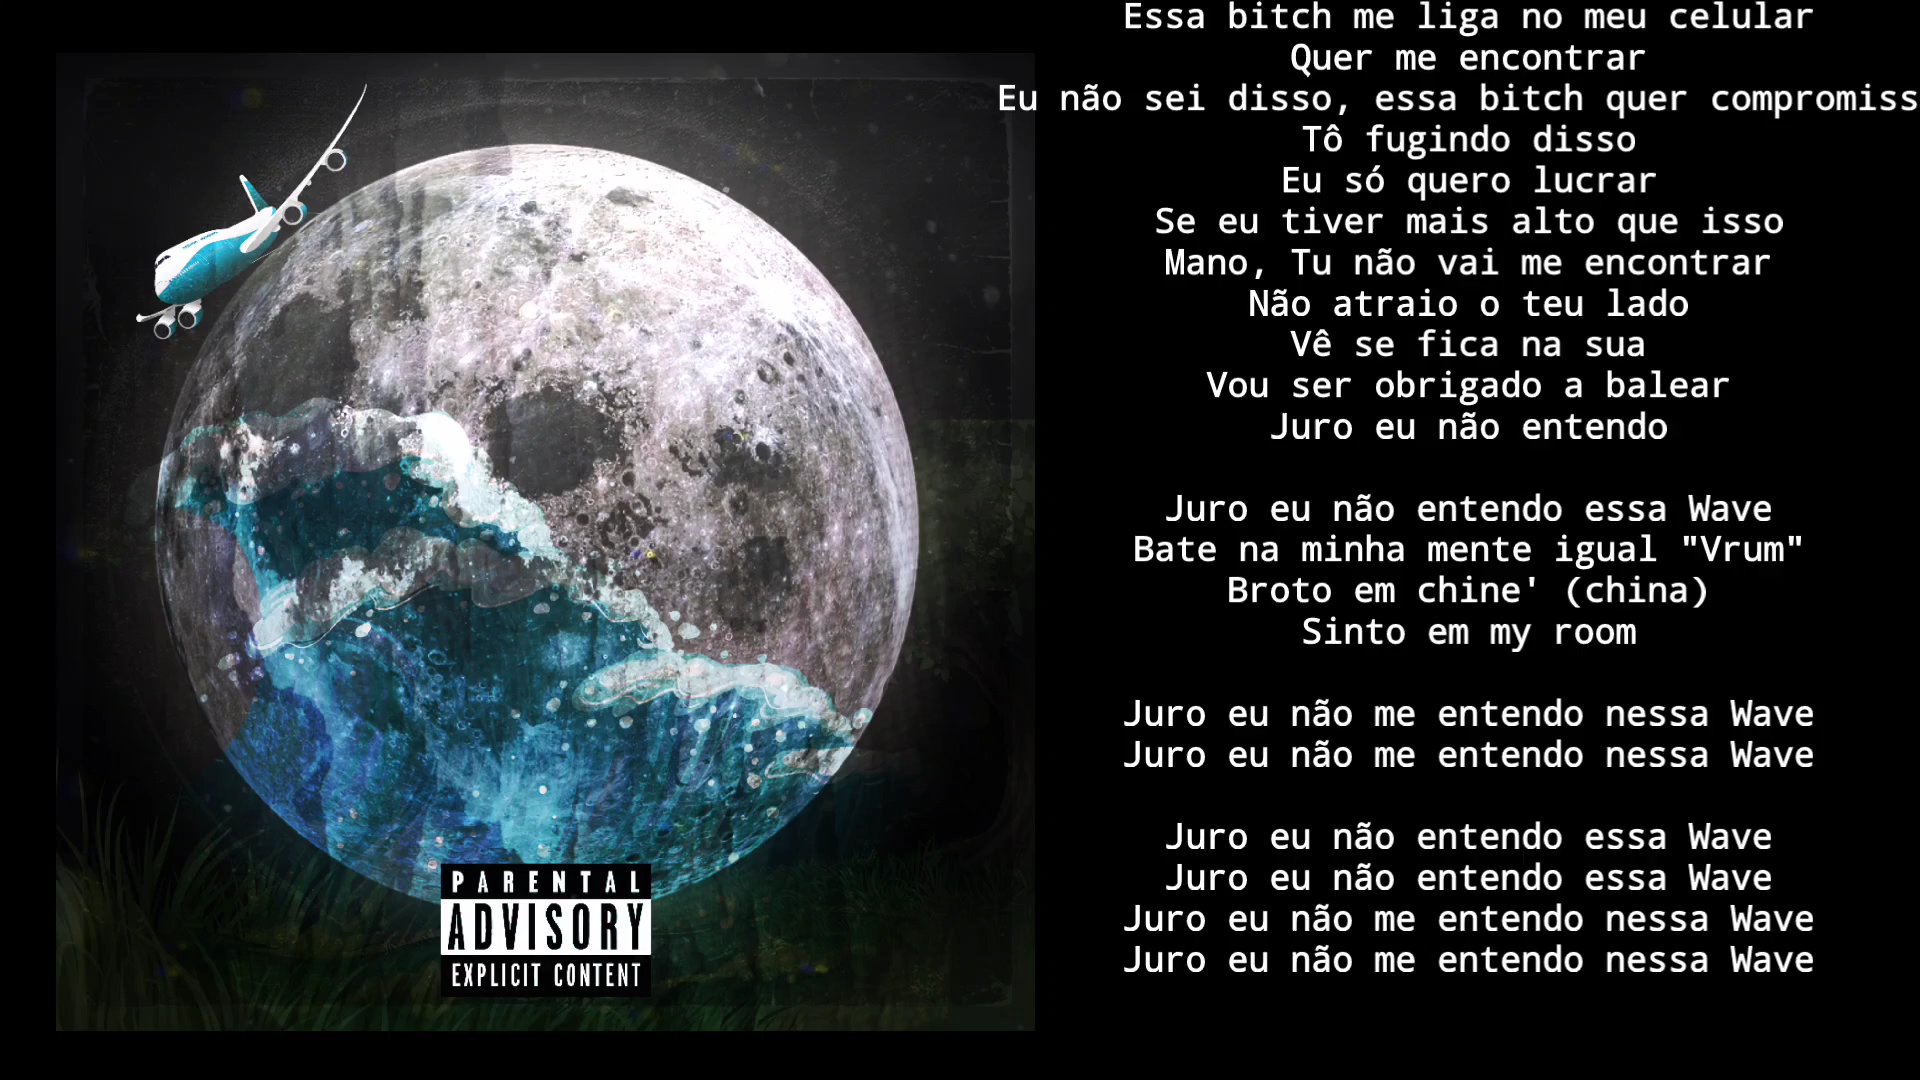 PARENTAL
ADVISORY
EXPLICIT CONTENT
Essa bitch me liga no meu celular
Quer me encontrar
Eu não sei disso, essa bitch quer compromiss
Tô fugindo disso
Eu só quero lucrar
Se eu tiver mais alto que isso
Mano, Tu não vai me encontrar
Não atraio o teu lado
Vê se fica na sua
Vou ser obrigado a balear
Juro eu não entendo
Juro eu não entendo essa Wave
Bate na minha mente igual "Vrum"
Broto em chine' (china)
Sinto em my room
Juro eu não me entendo nessa Wave
Juro eu não me entendo nessa Wave
Juro eu não entendo essa Wave
Juro eu não entendo essa Wave
Juro eu não me entendo nessa Wave
Juro eu não me entendo nessa Wave